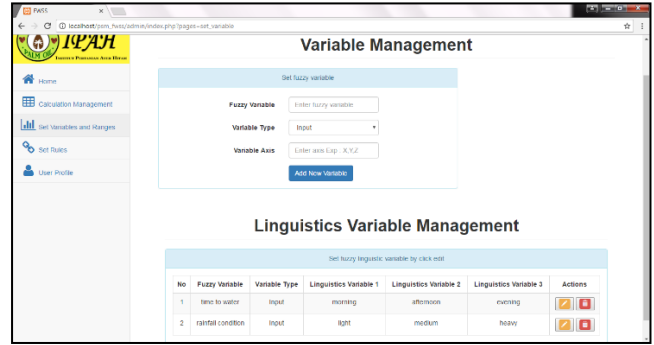 FWSS
localhost/psm_fwss/admin/index.php?pages=set_variable
IPAH
PALM OIL
Home
Calculation Management
Set Variables and Ranges
Set Rules
User Profile
Variable Management
Set fuzzy variable
Fuzzy Variable Enter fuzzy variable
Variable Type Input
Variable Axis Enter axis Exp : X,Y,Z
Add New Variable
Linguistics Variable Management
Set fuzzy linguistic variable by click edit
No Fuzzy Variable Variable Type Linguistics Variable 1 Linguistics Variable 2 Linguistics Variable 3 Actions
1 time to water Input morning afternoon evening
2 rainfall condition Input light medium heavy